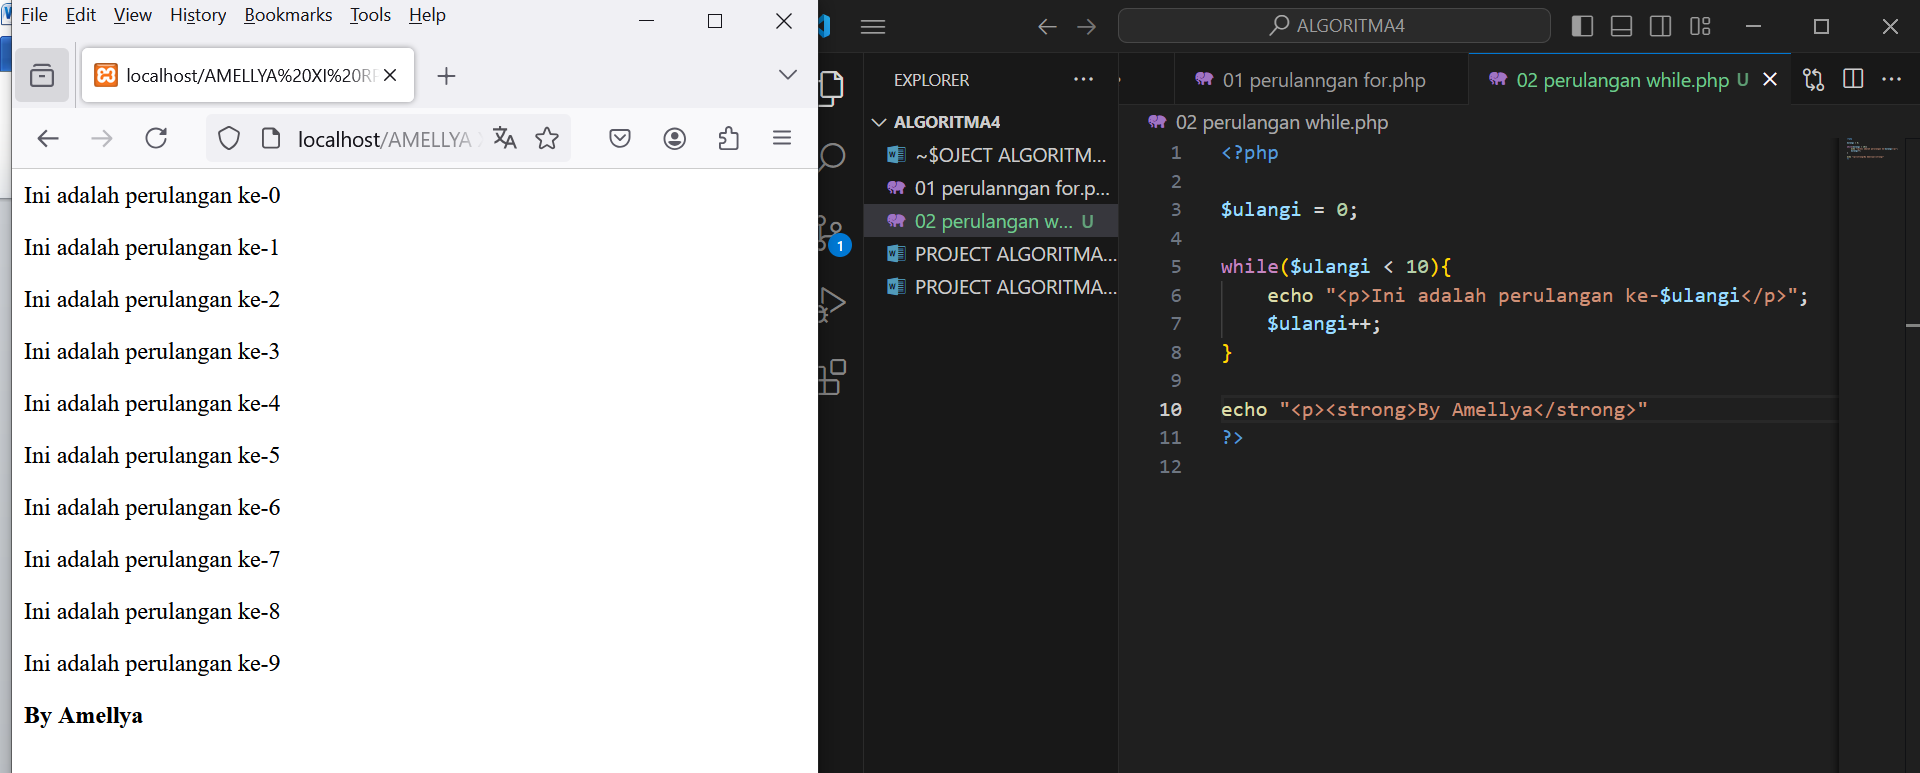 File Edit View History Bookmarks Tools Help
localhost/AMELLYA%20XI%20R
localhost/AMELLYA
Ini adalah perulangan ke-0
Ini adalah perulangan ke-1
Ini adalah perulangan ke-2
Ini adalah perulangan ke-3
Ini adalah perulangan ke-4
Ini adalah perulangan ke-5
Ini adalah perulangan ke-6
Ini adalah perulangan ke-7
Ini adalah perulangan ke-8
Ini adalah perulangan ke-9
By Amellya
ALGORITMA4
1
EXPLORER
ALGORITMA4
~$OJECT ALGORITM...
01 perulanngan for.p...
02 perulangan w... U
PROJECT ALGORITMA...
PROJECT ALGORITMA...
01 perulanngan for.php
02 perulangan while.php U
02 perulangan while.php
1 <?php
2
3 $ulangi = 0;
4
5 while($ulangi < 10){
6 echo "<p>Ini adalah perulangan ke-$ulangi</p>";
7 $ulangi++;
8 }
9
10 echo "<p><strong>By Amellya</strong>"
11 ?>
12